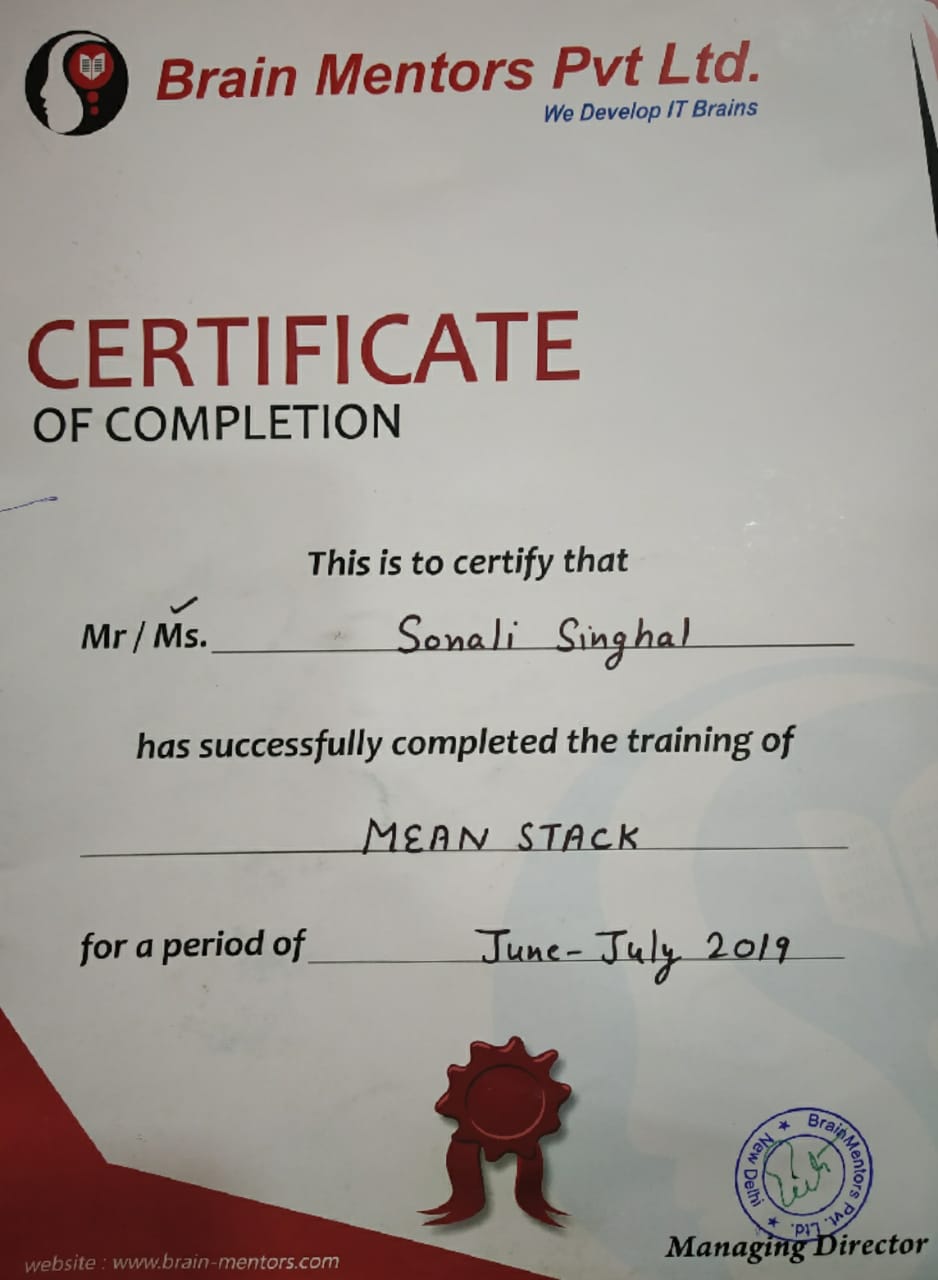 Brain Mentors Pvt Ltd.
We Develop IT Brains
CERTIFICATE
OF COMPLETION
This is to certify that
Mr / Ms. Sonali Singhal
has successfully completed the training of
MEAN STACK
for a period of June - July 2019
BrainMentors Pvt. Ltd. ★ New Delhi ★
Managing Director
website : www.brain-mentors.com